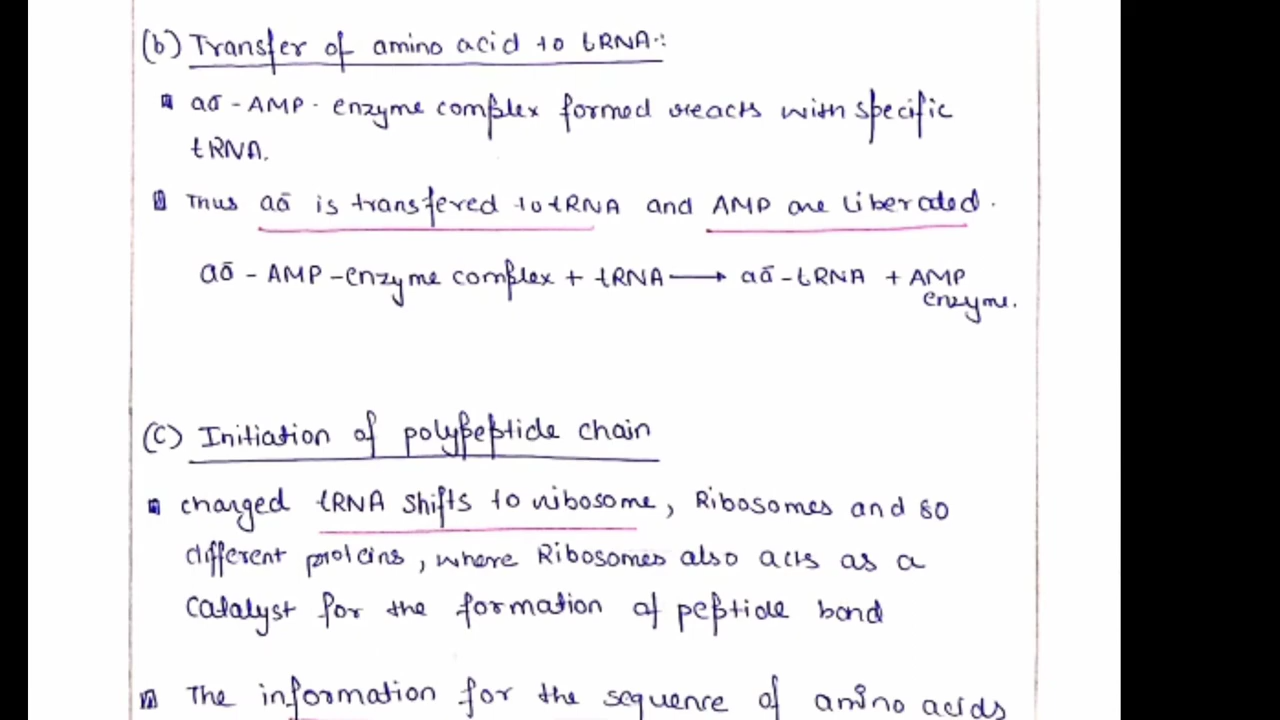 (b) Transfer of amino acid to tRNA:
aā - AMP - enzyme complex formed reacts with specific
tRNA.
Thus aā is transfered to tRNA and AMP are liberated.
aā - AMP - enzyme complex + tRNA → aā - tRNA + AMP
enzyme.
(C) Initiation of polypeptide chain
charged tRNA shifts to ribosome, Ribosomes and 80
different proteins, where Ribosomes also acts as a
catalyst for the formation of peptide bond
The information for the sequence of amino acids